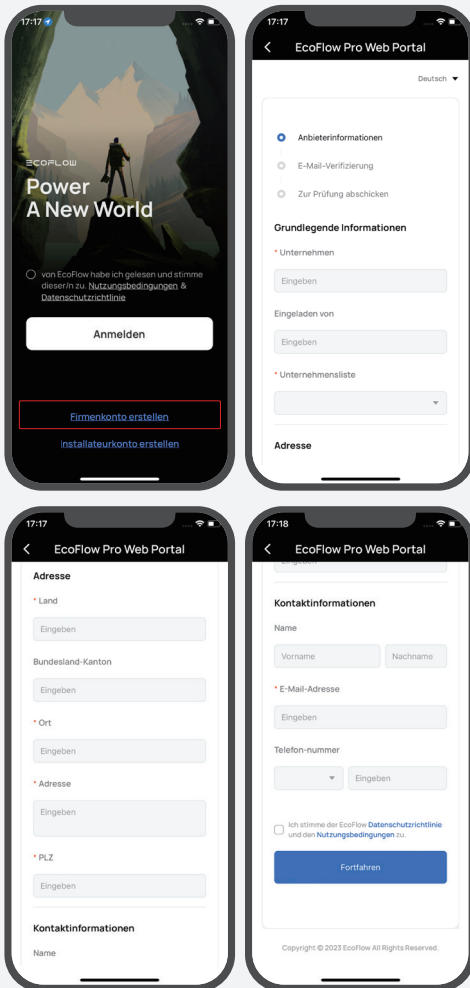 17:17
ECOFLOW
Power
A New World
von EcoFlow habe ich gelesen und stimme
dieser/n zu. Nutzungsbedingungen &
Datenschutzrichtlinie
Anmelden
Firmenkonto erstellen
Installateurkonto erstellen
17:17
EcoFlow Pro Web Portal
Deutsch
Anbieterinformationen
E-Mail-Verifizierung
Zur Prüfung abschicken
Grundlegende Informationen
* Unternehmen
Eingeben
Eingeladen von
Eingeben
* Unternehmensliste
Adresse
17:17
EcoFlow Pro Web Portal
Adresse
* Land
Eingeben
Bundesland-Kanton
Eingeben
* Ort
Eingeben
* Adresse
Eingeben
* PLZ
Eingeben
Kontaktinformationen
Name
17:18
EcoFlow Pro Web Portal
Kontaktinformationen
Name
Vorname
Nachname
* E-Mail-Adresse
Eingeben
Telefon-nummer
Eingeben
Ich stimme der EcoFlow Datenschutzrichtlinie
und den Nutzungsbedingungen zu.
Fortfahren
Copyright © 2023 EcoFlow All Rights Reserved.